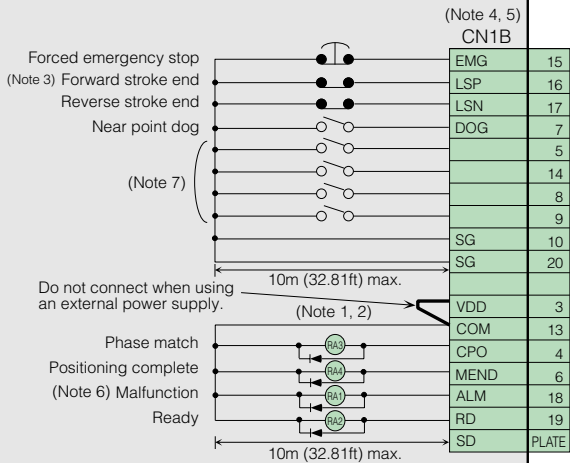 (Note 4, 5)
CN1B
Forced emergency stop EMG 15
(Note 3) Forward stroke end LSP 16
Reverse stroke end LSN 17
Near point dog DOG 7
5
(Note 7) 14
8
9
SG 10
SG 20
10m (32.81ft) max.
Do not connect when using
an external power supply.
(Note 1, 2)
VDD 3
COM 13
Phase match RA3 CPO 4
Positioning complete RA4 MEND 6
(Note 6) Malfunction RA1 ALM 18
Ready RA2 RD 19
SD PLATE
10m (32.81ft) max.